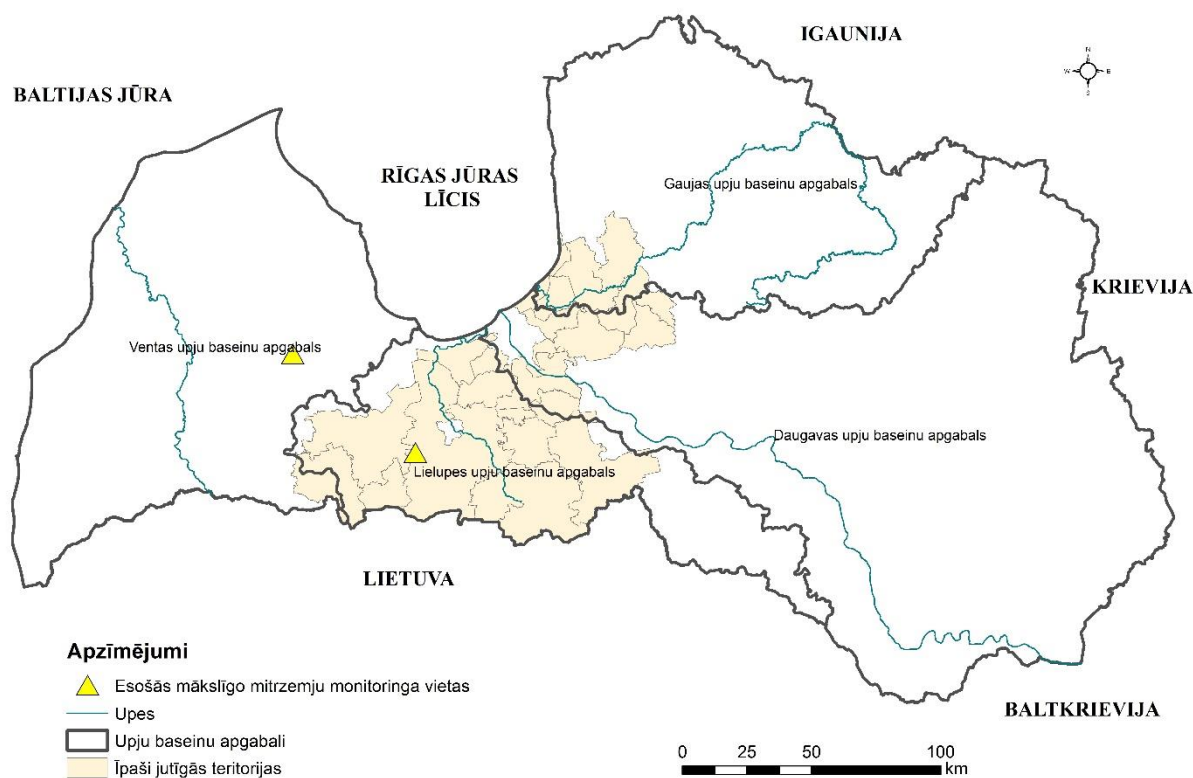 IGAUNIJA
N
W E
S
BALTIJAS JŪRA
RĪGAS JŪRAS
LĪCIS
Gaujas upju baseinu apgabals
KRIEVIJA
Ventas upju baseinu apgabals
Daugavas upju baseinu apgabals
Lielupes upju baseinu apgabals
LIETUVA
Apzīmējumi
Esošās mākslīgo mitrzemju monitoringa vietas
Upes
Upju baseinu apgabali
Īpaši jutīgās teritorijas
BALTKRIEVIJA
0 25 50 100
km